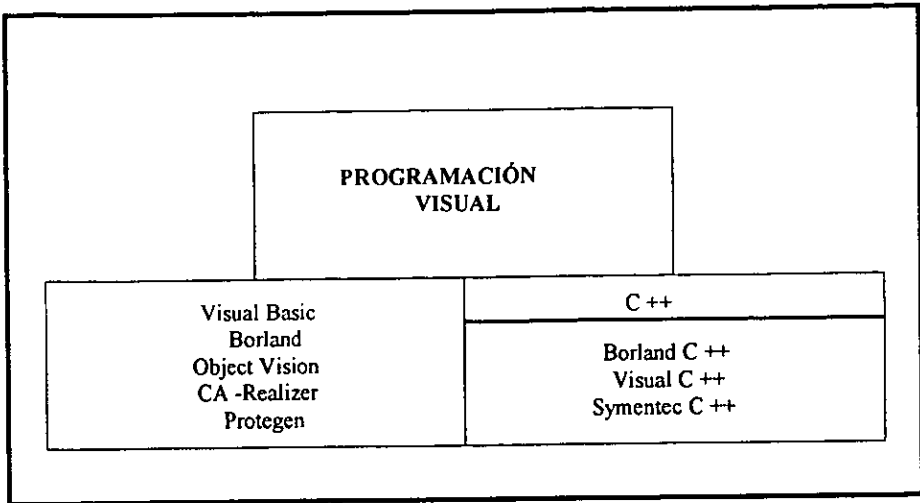 PROGRAMACIÓN
VISUAL
Visual Basic
Borland
Object Vision
CA -Realizer
Protegen
C ++
Borland C ++
Visual C ++
Symentec C ++